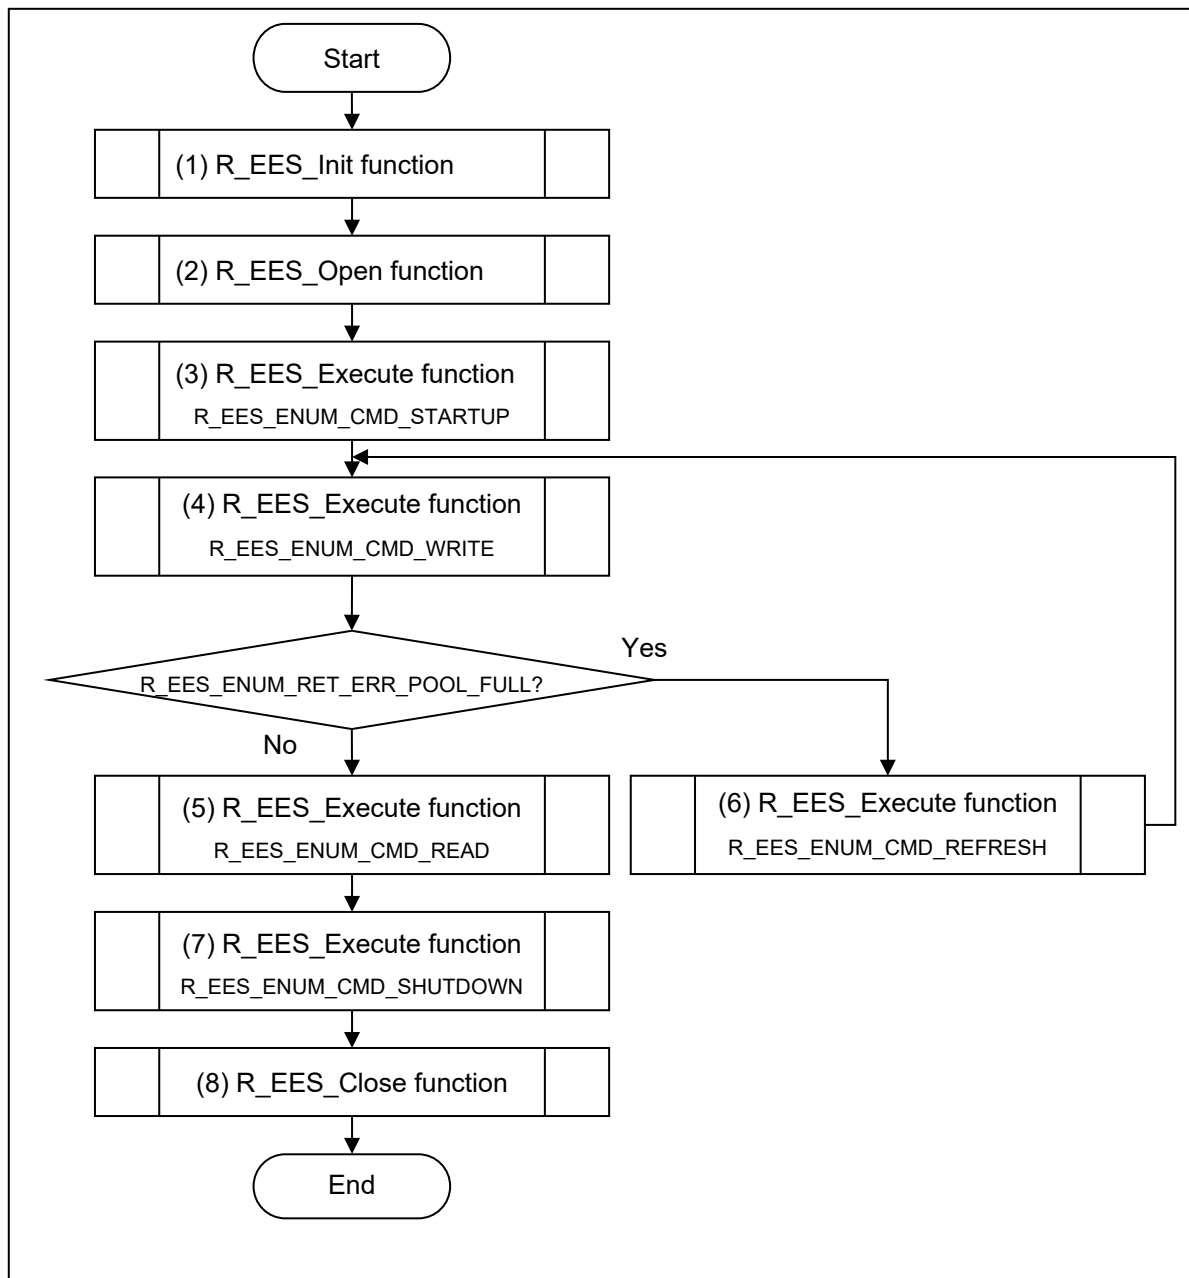 Start
(1) R_EES_Init function
(2) R_EES_Open function
(3) R_EES_Execute function
R_EES_ENUM_CMD_STARTUP
(4) R_EES_Execute function
R_EES_ENUM_CMD_WRITE
Yes
R_EES_ENUM_RET_ERR_POOL_FULL?
No
(5) R_EES_Execute function
R_EES_ENUM_CMD_READ
(6) R_EES_Execute function
R_EES_ENUM_CMD_REFRESH
(7) R_EES_Execute function
R_EES_ENUM_CMD_SHUTDOWN
(8) R_EES_Close function
End